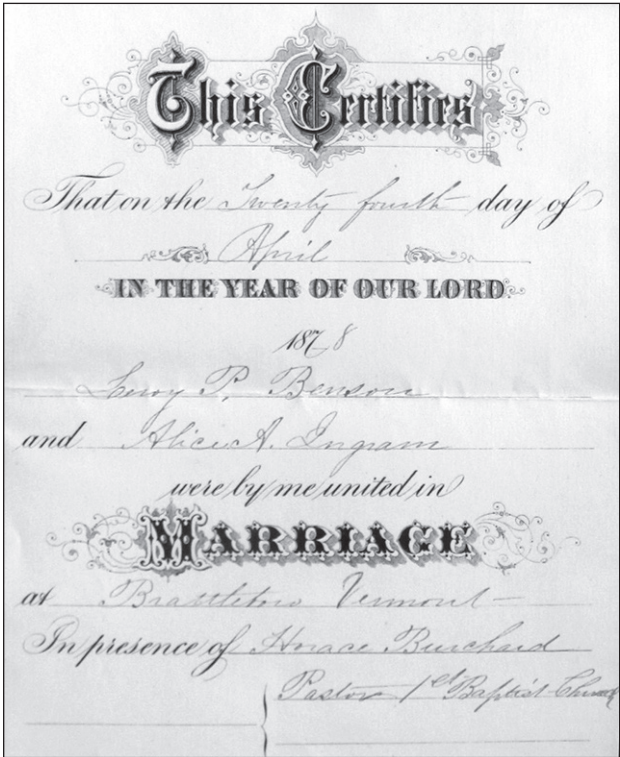 This Certifies
That on the Twenty fourth day of
April
IN THE YEAR OF OUR LORD
1878
Leroy P. Benson
and Alice A. Ingram
were by me united in
MARRIAGE
at Brattleboro Vermont
In presence of Horace Burchard
Pastor 1st Baptist Church